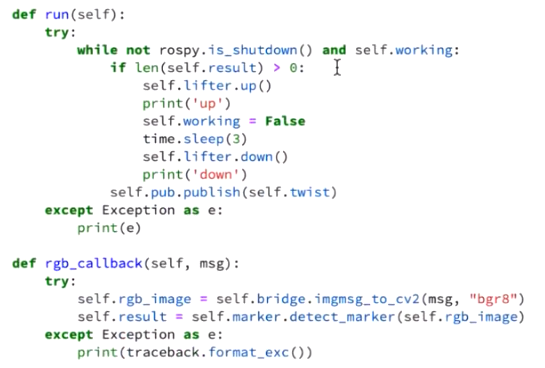 def run(self):
    try:
        while not rospy.is_shutdown() and self.working:
            if len(self.result) > 0:
                self.lifter.up()
                print('up')
                self.working = False
                time.sleep(3)
                self.lifter.down()
                print('down')
            self.pub.publish(self.twist)
    except Exception as e:
        print(e)

def rgb_callback(self, msg):
    try:
        self.rgb_image = self.bridge.imgmsg_to_cv2(msg, "bgr8")
        self.result = self.marker.detect_marker(self.rgb_image)
    except Exception as e:
        print(traceback.format_exc())